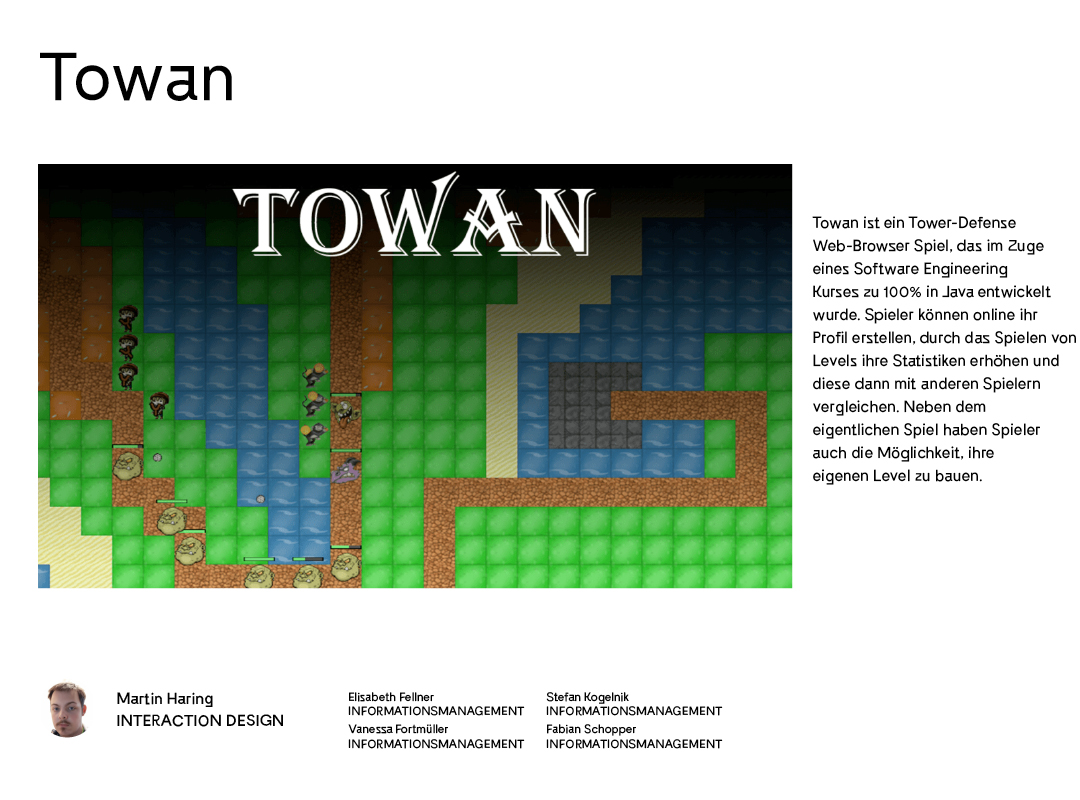 Towan
TOWAN
Towan ist ein Tower-Defense
Web-Browser Spiel, das im Zuge
eines Software Engineering
Kurses zu 100% in Java entwickelt
wurde. Spieler können online ihr
Profil erstellen, durch das Spielen von
Levels ihre Statistiken erhöhen und
diese dann mit anderen Spielern
vergleichen. Neben dem
eigentlichen Spiel haben Spieler
auch die Möglichkeit, ihre
eigenen Level zu bauen.
Martin Haring
INTERACTION DESIGN
Elisabeth Fellner
INFORMATIONSMANAGEMENT
Vanessa Fortmüller
INFORMATIONSMANAGEMENT
Stefan Kogelnik
INFORMATIONSMANAGEMENT
Fabian Schopper
INFORMATIONSMANAGEMENT